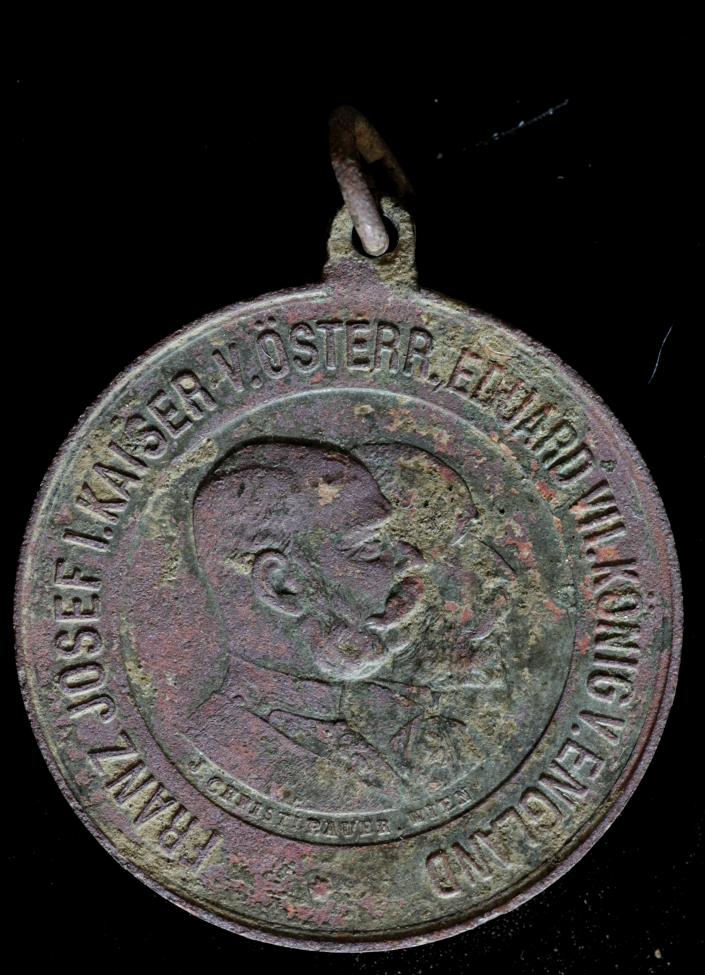 FRANZ JOSEF I. KAISER V. ÖSTERR., EDUARD VII. KÖNIG V. ENGLAND
J. CHRISTLBAUER, WIEN